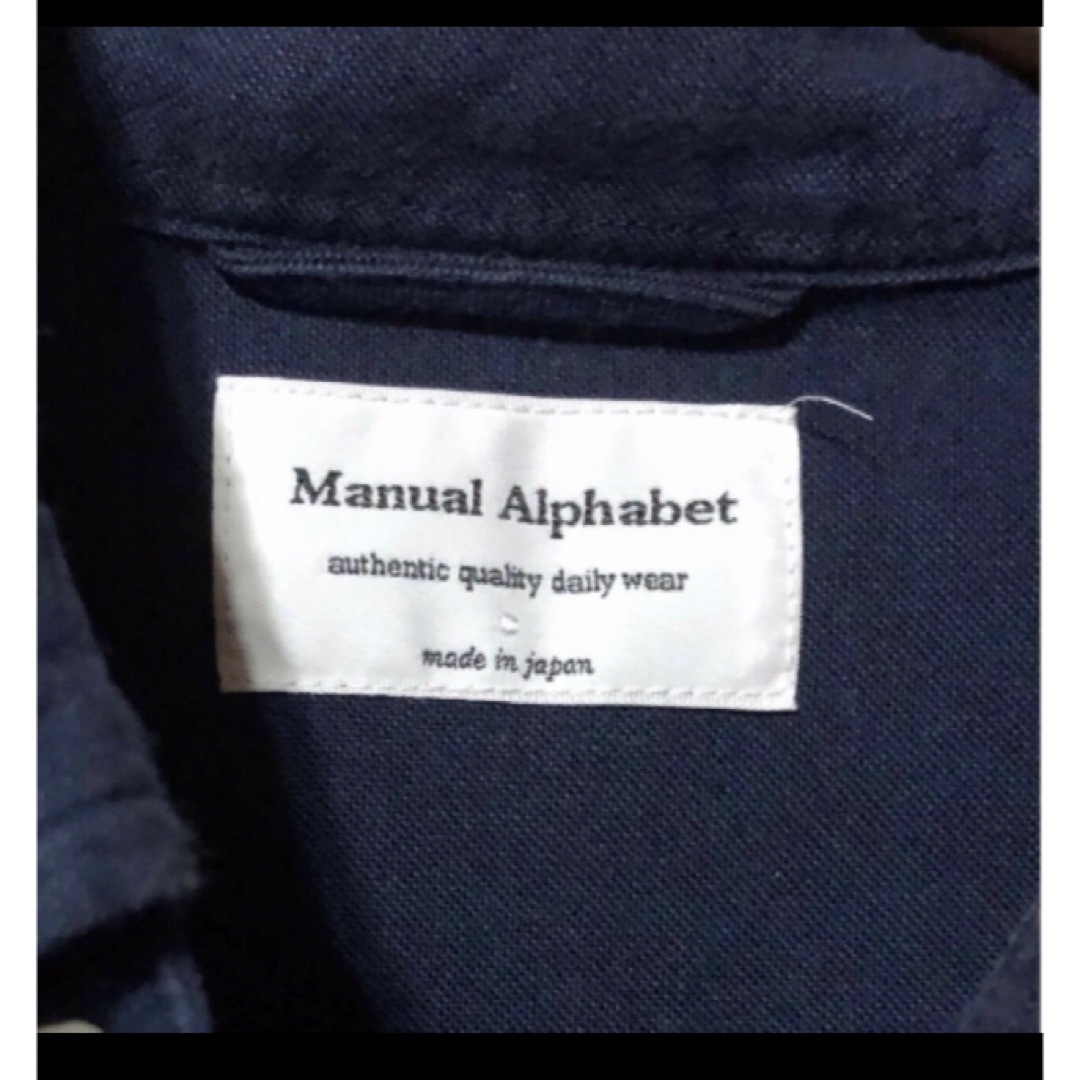 Manual Alphabet
authentic quality daily wear
made in japan